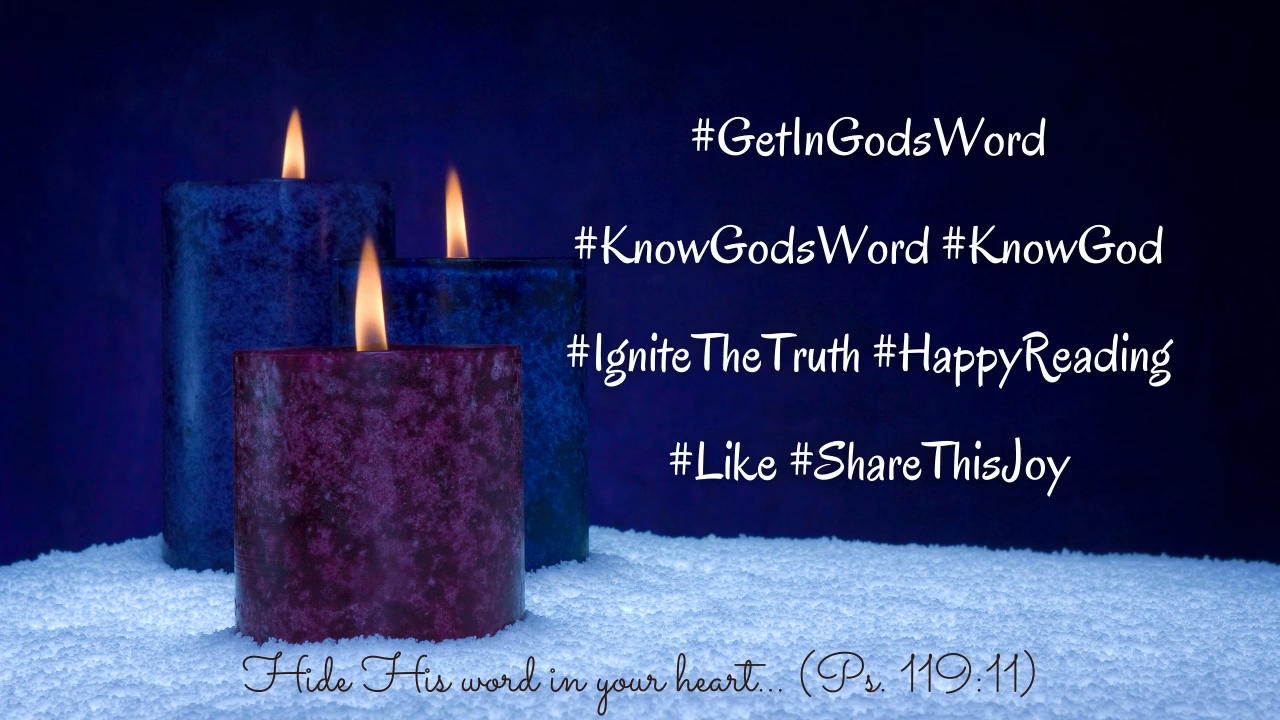 #GetInGodsWord
#KnowGodsWord #KnowGod
#IgniteTheTruth #HappyReading
#Like #ShareThisJoy
Hide His word in your heart... (Ps. 119:11)